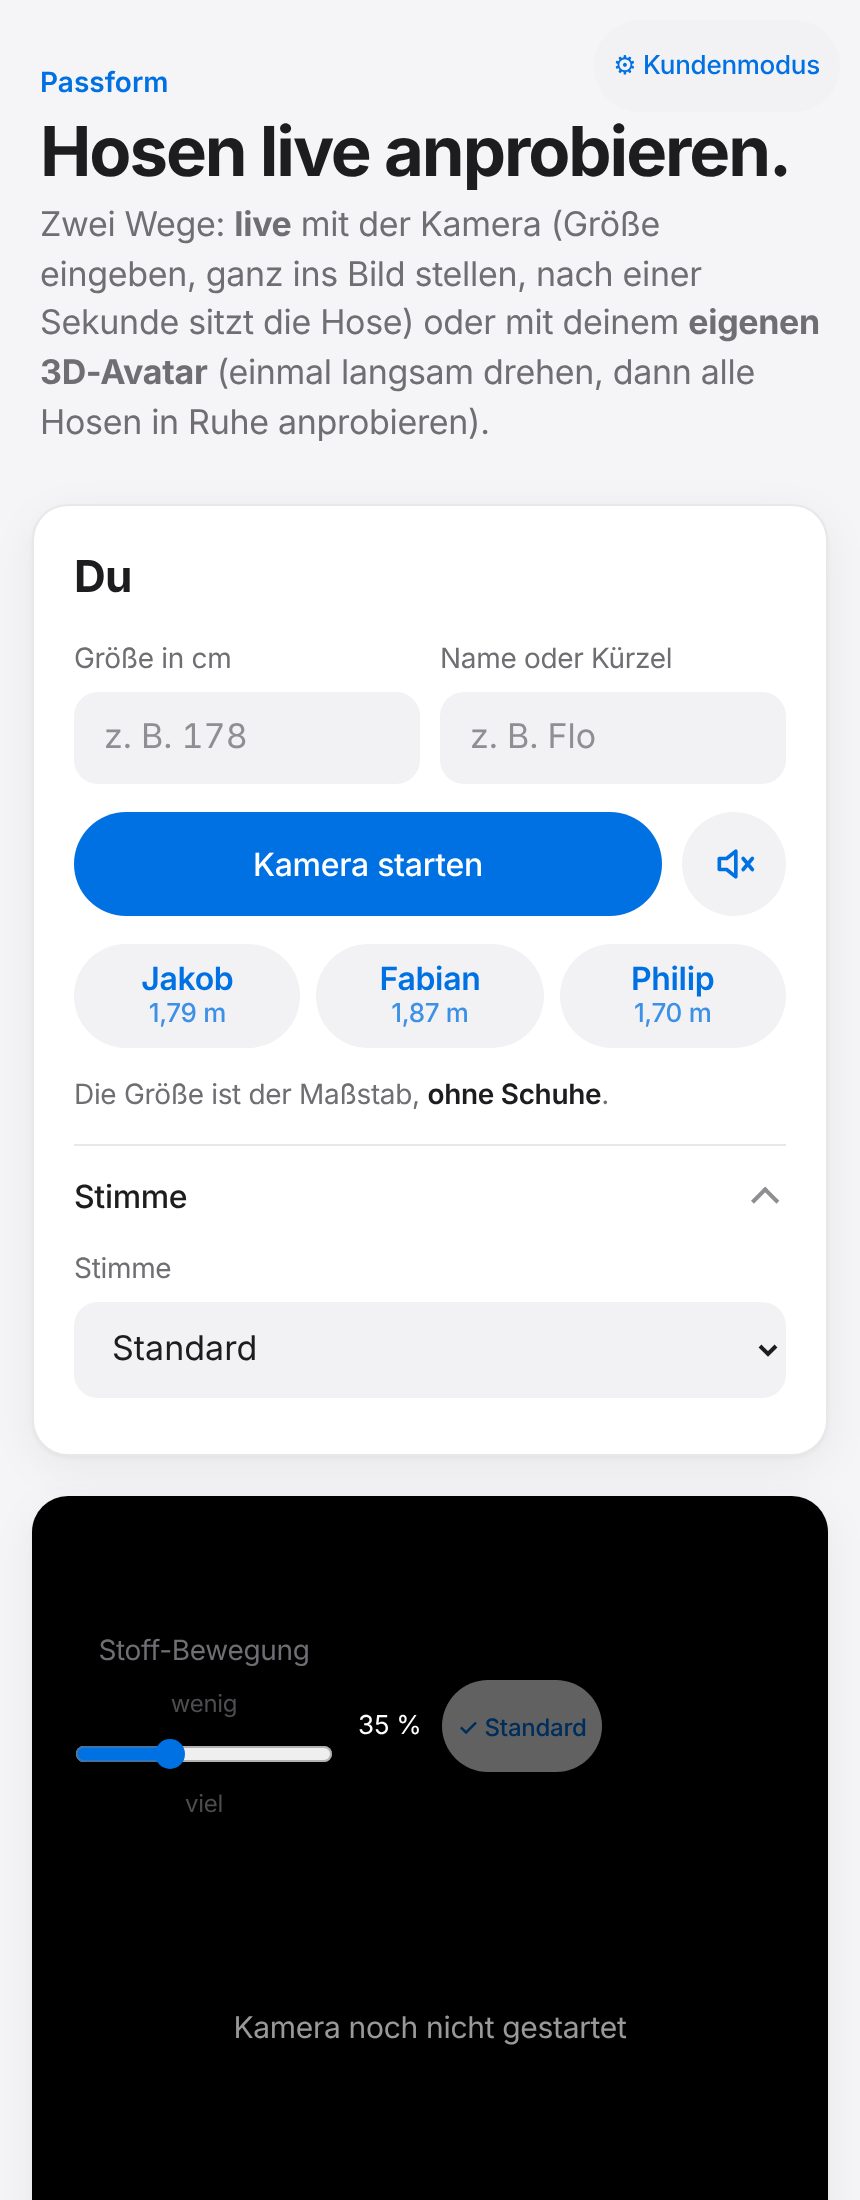 ⚙ Kundenmodus
Passform
Hosen live anprobieren.
Zwei Wege: live mit der Kamera (Größe
eingeben, ganz ins Bild stellen, nach einer
Sekunde sitzt die Hose) oder mit deinem eigenen
3D-Avatar (einmal langsam drehen, dann alle
Hosen in Ruhe anprobieren).
Du
Größe in cm
Name oder Kürzel
z. B. 178
z. B. Flo
Kamera starten
Jakob
1,79 m
Fabian
1,87 m
Philip
1,70 m
Die Größe ist der Maßstab, ohne Schuhe.
Stimme
Stimme
Standard
Stoff-Bewegung
wenig
35 %
✓ Standard
viel
Kamera noch nicht gestartet